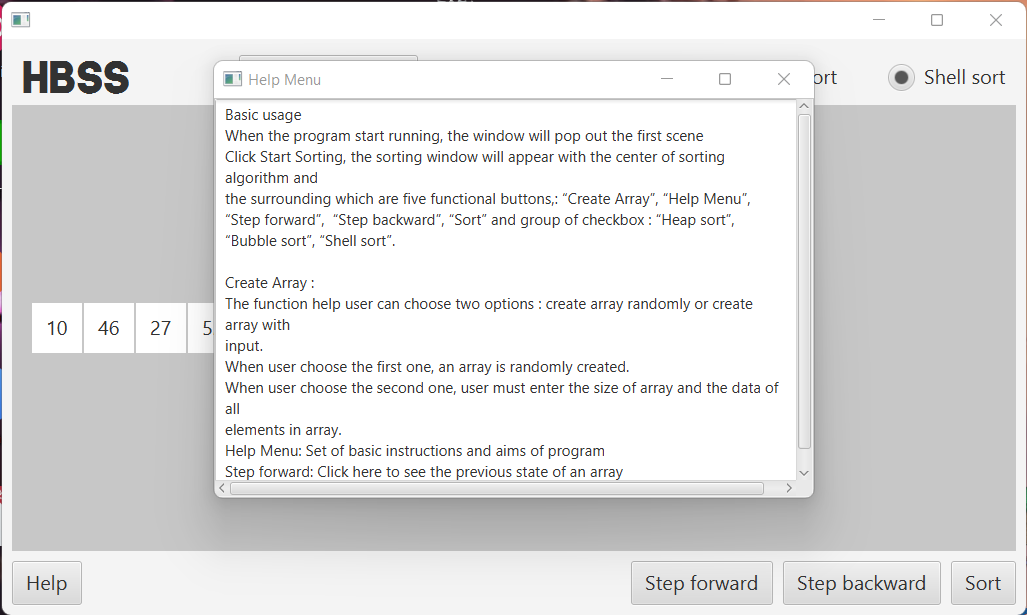 HBSS
ort
Shell sort
Help Menu
Basic usage
When the program start running, the window will pop out the first scene
Click Start Sorting, the sorting window will appear with the center of sorting
algorithm and
the surrounding which are five functional buttons,: “Create Array”, “Help Menu”,
“Step forward”,  “Step backward”, “Sort” and group of checkbox : “Heap sort”,
“Bubble sort”, “Shell sort”.
Create Array :
The function help user can choose two options : create array randomly or create
array with
input.
When user choose the first one, an array is randomly created.
When user choose the second one, user must enter the size of array and the data of
all
elements in array.
Help Menu: Set of basic instructions and aims of program
Step forward: Click here to see the previous state of an array
10 46 27 5
Help
Step forward
Step backward
Sort